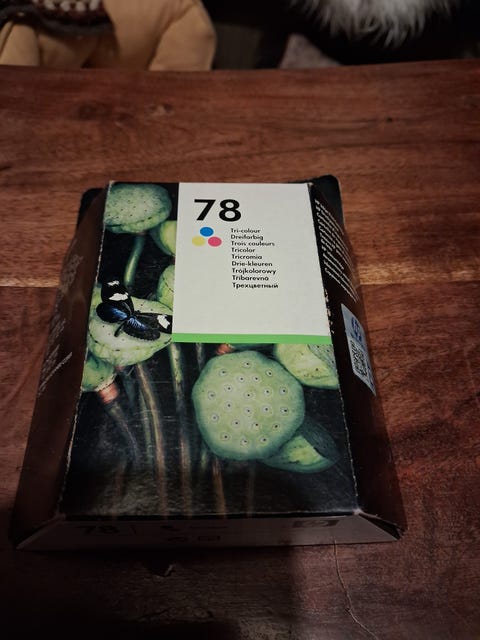 78
Tri-colour
Dreifarbig
Trois couleurs
Tricolor
Tricromia
Drie-kleuren
Trójkolorowy
Tribarevná
Трехцветный
78